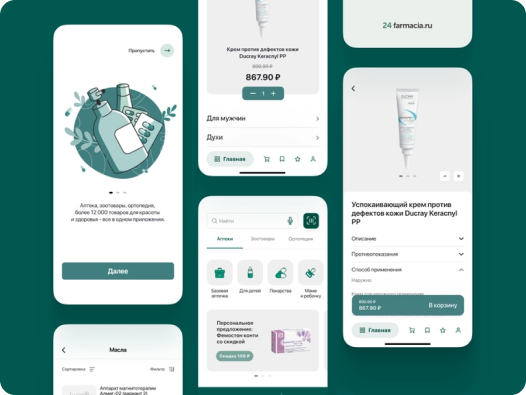 Пропустить
Аптека, зоотовары, ортопедия,
более 12 000 товаров для красоты
и здоровья - все в одном приложении.
Далее
Масла
Сортировка
Фильтр
Аппарат магнитотерапии
Алмаг-02 (вариант 2)
Крем против дефектов кожи
Ducray Keracnyl PP
890.90 ₽
867.90 ₽
1
Для мужчин
Духи
Главная
Найти
Аптеки
Зоотовары
Ортопедия
Базовая
аптечка
Для детей
Лекарства
Маме
и ребенку
Персональное
предложение:
Фемостон конти
со скидкой
Скидка 100 ₽
24 farmacia.ru
DUCRAY
Успокаивающий крем против
дефектов кожи Ducray Keracnyl
PP
Описание
Противопоказания
Способ применения
Наружно.
867.90 ₽
В корзину
Главная